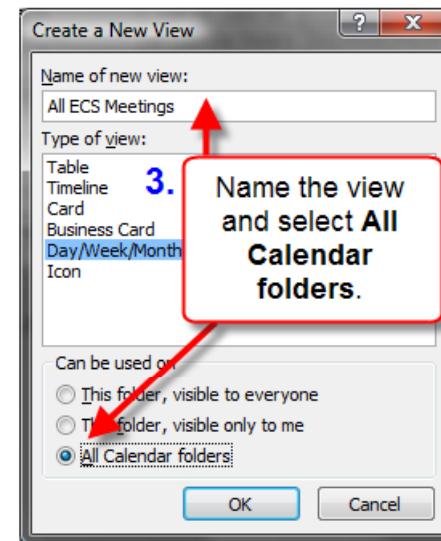 Create a New View
?
X
Name of new view:
All ECS Meetings
Type of view:
Table
Timeline
Card
Business Card
Day/Week/Month
Icon
3.
Name the view
and select All
Calendar
folders.
Can be used on
This folder, visible to everyone
This folder, visible only to me
All Calendar folders
OK Cancel